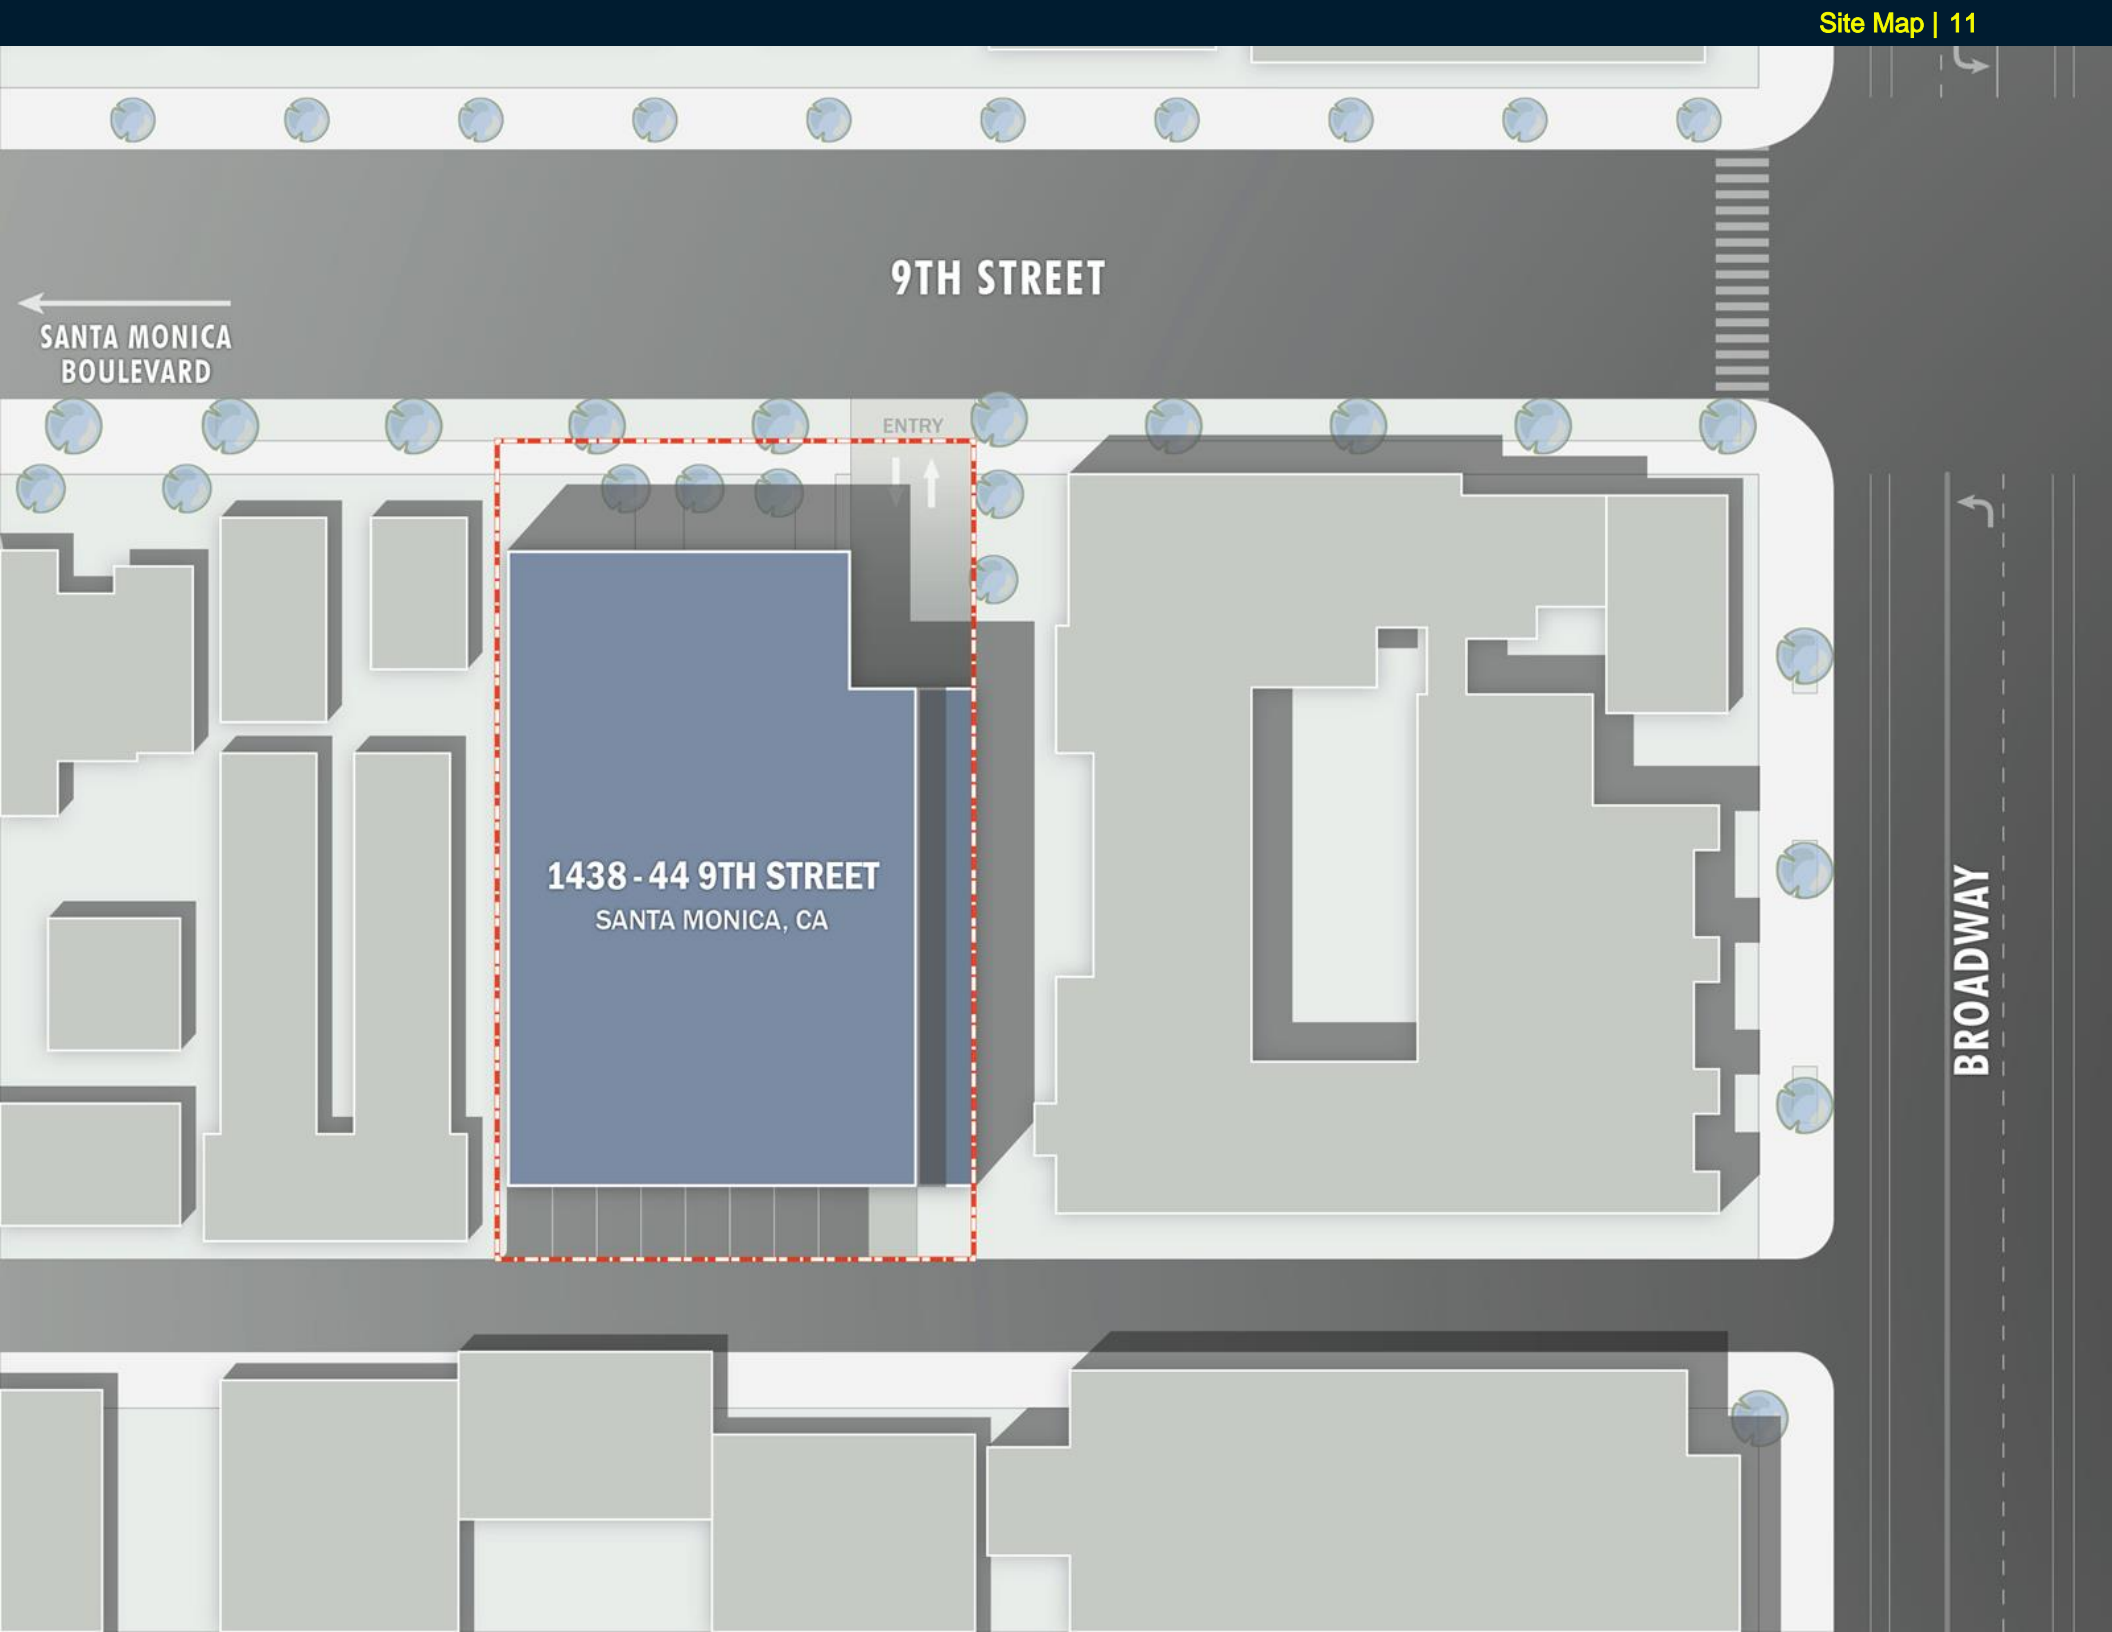 Site Map | 11
9TH STREET
SANTA MONICA
BOULEVARD
ENTRY
1438 - 44 9TH STREET
SANTA MONICA, CA
BROADWAY